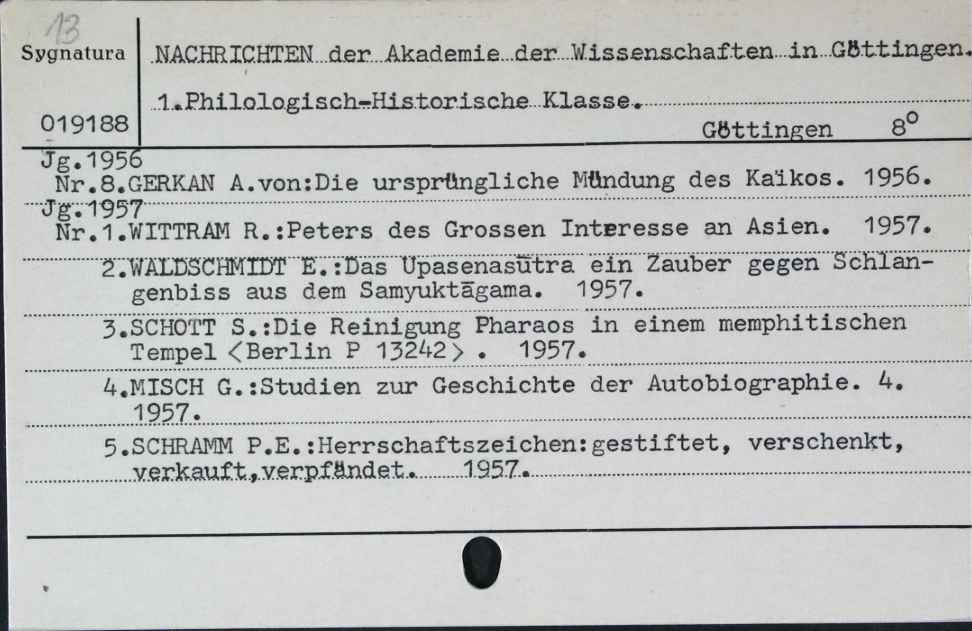 13
Sygnatura
NACHRICHTEN der Akademie der Wissenschaften in Göttingen.
1.Philologisch-Historische Klasse.
019188
Göttingen 8°
Jg.1956
Nr.8.GERKAN A.von:Die ursprüngliche Mündung des Kaïkos. 1956.
Jg.1957
Nr.1.WITTRAM R.:Peters des Grossen Interesse an Asien. 1957.
2.WALDSCHMIDT E.:Das Upasenasūtra ein Zauber gegen Schlan-
genbiss aus dem Samyuktāgama. 1957.
3.SCHOTT S.:Die Reinigung Pharaos in einem memphitischen
Tempel <Berlin P 13242> . 1957.
4.MISCH G.:Studien zur Geschichte der Autobiographie. 4.
1957.
5.SCHRAMM P.E.:Herrschaftszeichen:gestiftet, verschenkt,
verkauft,verpfändet. 1957.